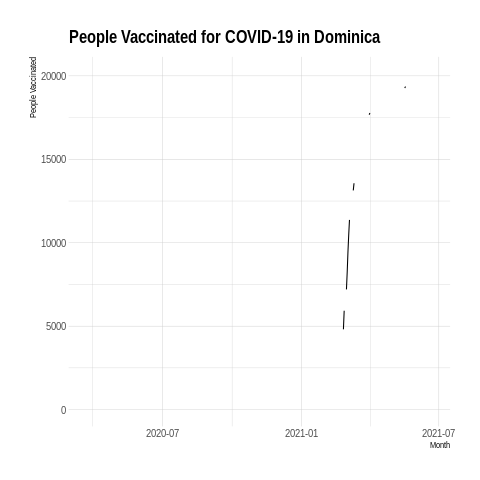 People Vaccinated for COVID-19 in Dominica
People Vaccinated
20000
15000
10000
5000
0
2020-07
2021-01
2021-07
Month